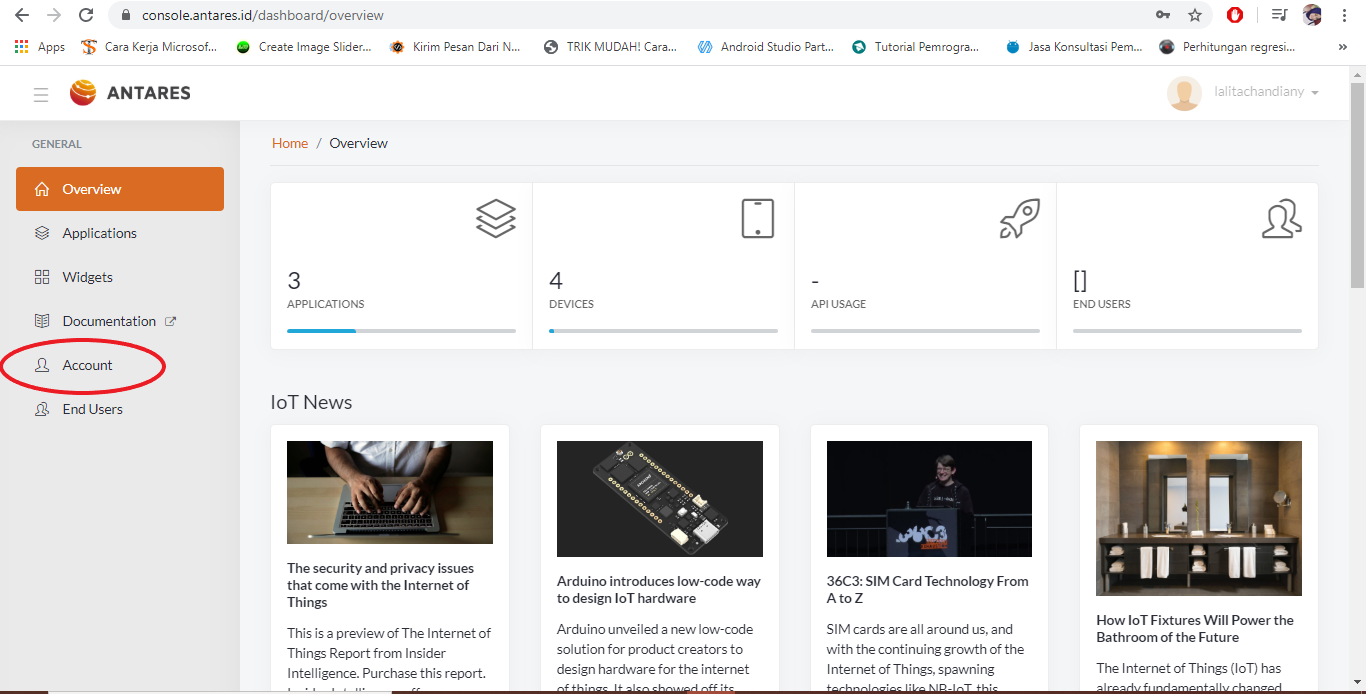 console.antares.id/dashboard/overview
Apps
Cara Kerja Microsof...
Create Image Slider...
Kirim Pesan Dari N...
TRIK MUDAH! Cara...
Android Studio Part...
Tutorial Pemrogra...
Jasa Konsultasi Pem...
Perhitungan regresi...
»
ANTARES
lalitachandiany
GENERAL
Overview
Applications
Widgets
Documentation
Account
End Users
Home / Overview
3
APPLICATIONS
4
DEVICES
-
API USAGE
[]
END USERS
IoT News
The security and privacy issues
that come with the Internet of
Things
This is a preview of The Internet of
Things Report from Insider
Intelligence. Purchase this report.
Arduino introduces low-code way
to design IoT hardware
Arduino unveiled a new low-code
solution for product creators to
design hardware for the internet
of things. It also showed off its
36C3: SIM Card Technology From
A to Z
SIM cards are all around us, and
with the continuing growth of the
Internet of Things, spawning
technologies like NB-IoT, this
How IoT Fixtures Will Power the
Bathroom of the Future
The Internet of Things (IoT) has
already fundamentally changed